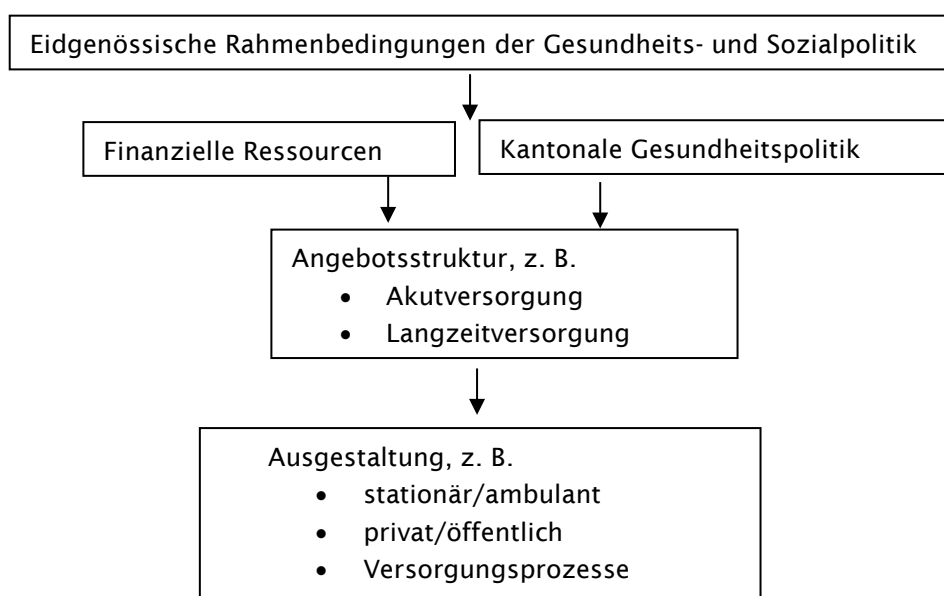 Eidgenössische Rahmenbedingungen der Gesundheits- und Sozialpolitik
Finanzielle Ressourcen
Kantonale Gesundheitspolitik
Angebotsstruktur, z. B.
• Akutversorgung
• Langzeitversorgung
Ausgestaltung, z. B.
• stationär/ambulant
• privat/öffentlich
• Versorgungsprozesse